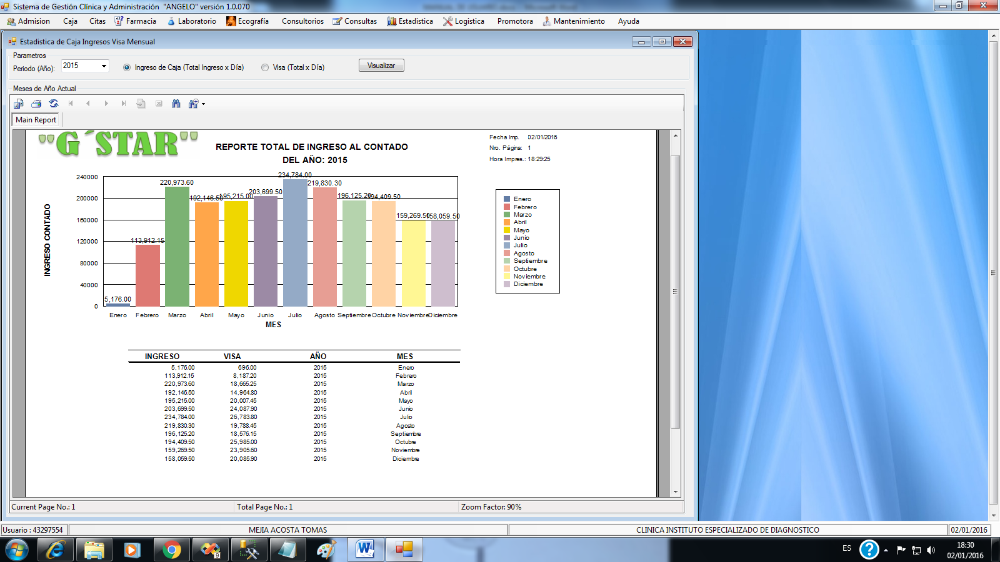 Sistema de Gestión Clínica y Administración "ANGELO" versión 1.0.070
Admision Caja Citas Farmacia Laboratorio Ecografía Consultorios Consultas Estadistica Logistica Promotora Mantenimiento Ayuda
Estadistica de Caja Ingresos Visa Mensual
Parametros
Periodo (Año): 2015 Ingreso de Caja (Total Ingreso x Día) Visa (Total x Día) Visualizar
Meses de Año Actual
Main Report
"G´STAR"
REPORTE TOTAL DE INGRESO AL CONTADO
DEL AÑO: 2015
Fecha Imp. 02/01/2016
Nro. Página: 1
Hora Impres.: 18:29:25
INGRESO CONTADO
240000
200000
160000
120000
80000
40000
0
5,176.00
113,912.15
220,973.60
192,146.50
195,215.00
203,699.50
234,784.00
219,830.30
196,125.20
194,409.50
159,269.50
158,059.50
Enero Febrero Marzo Abril Mayo Junio Julio Agosto Septiembre Octubre Noviembre Diciembre
MES
Enero
Febrero
Marzo
Abril
Mayo
Junio
Julio
Agosto
Septiembre
Octubre
Noviembre
Diciembre
INGRESO VISA AÑO MES
5,176.00 696.00 2015 Enero
113,912.15 8,187.20 2015 Febrero
220,973.60 18,665.25 2015 Marzo
192,146.50 14,964.80 2015 Abril
195,215.00 20,007.45 2015 Mayo
203,699.50 24,087.90 2015 Junio
234,784.00 26,783.80 2015 Julio
219,830.30 19,788.45 2015 Agosto
196,125.20 18,576.15 2015 Septiembre
194,409.50 25,985.00 2015 Octubre
159,269.50 23,905.60 2015 Noviembre
158,059.50 20,085.90 2015 Diciembre
Current Page No.: 1 Total Page No.: 1 Zoom Factor: 90%
Usuario : 43297554 MEJIA ACOSTA TOMAS CLINICA INSTITUTO ESPECIALIZADO DE DIAGNOSTICO 02/01/2016
9
ES
18:30
02/01/2016